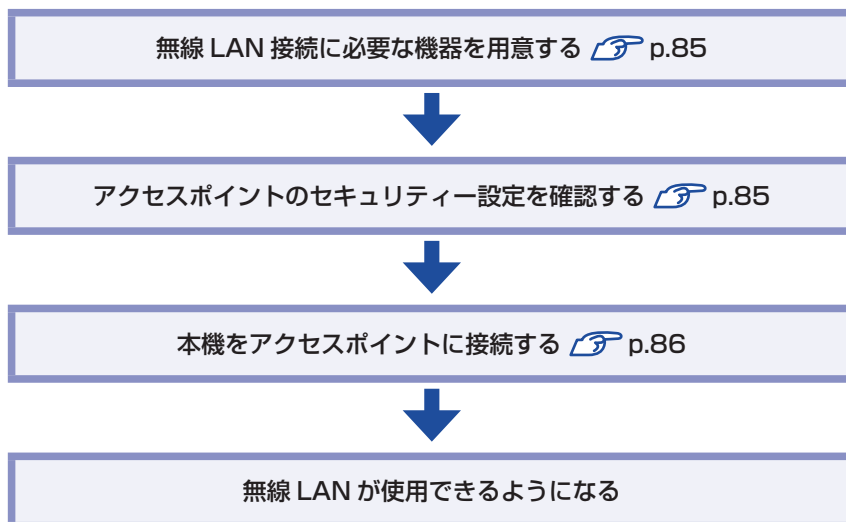 無線 LAN 接続に必要な機器を用意する p.85
アクセスポイントのセキュリティー設定を確認する p.85
本機をアクセスポイントに接続する p.86
無線 LAN が使用できるようになる